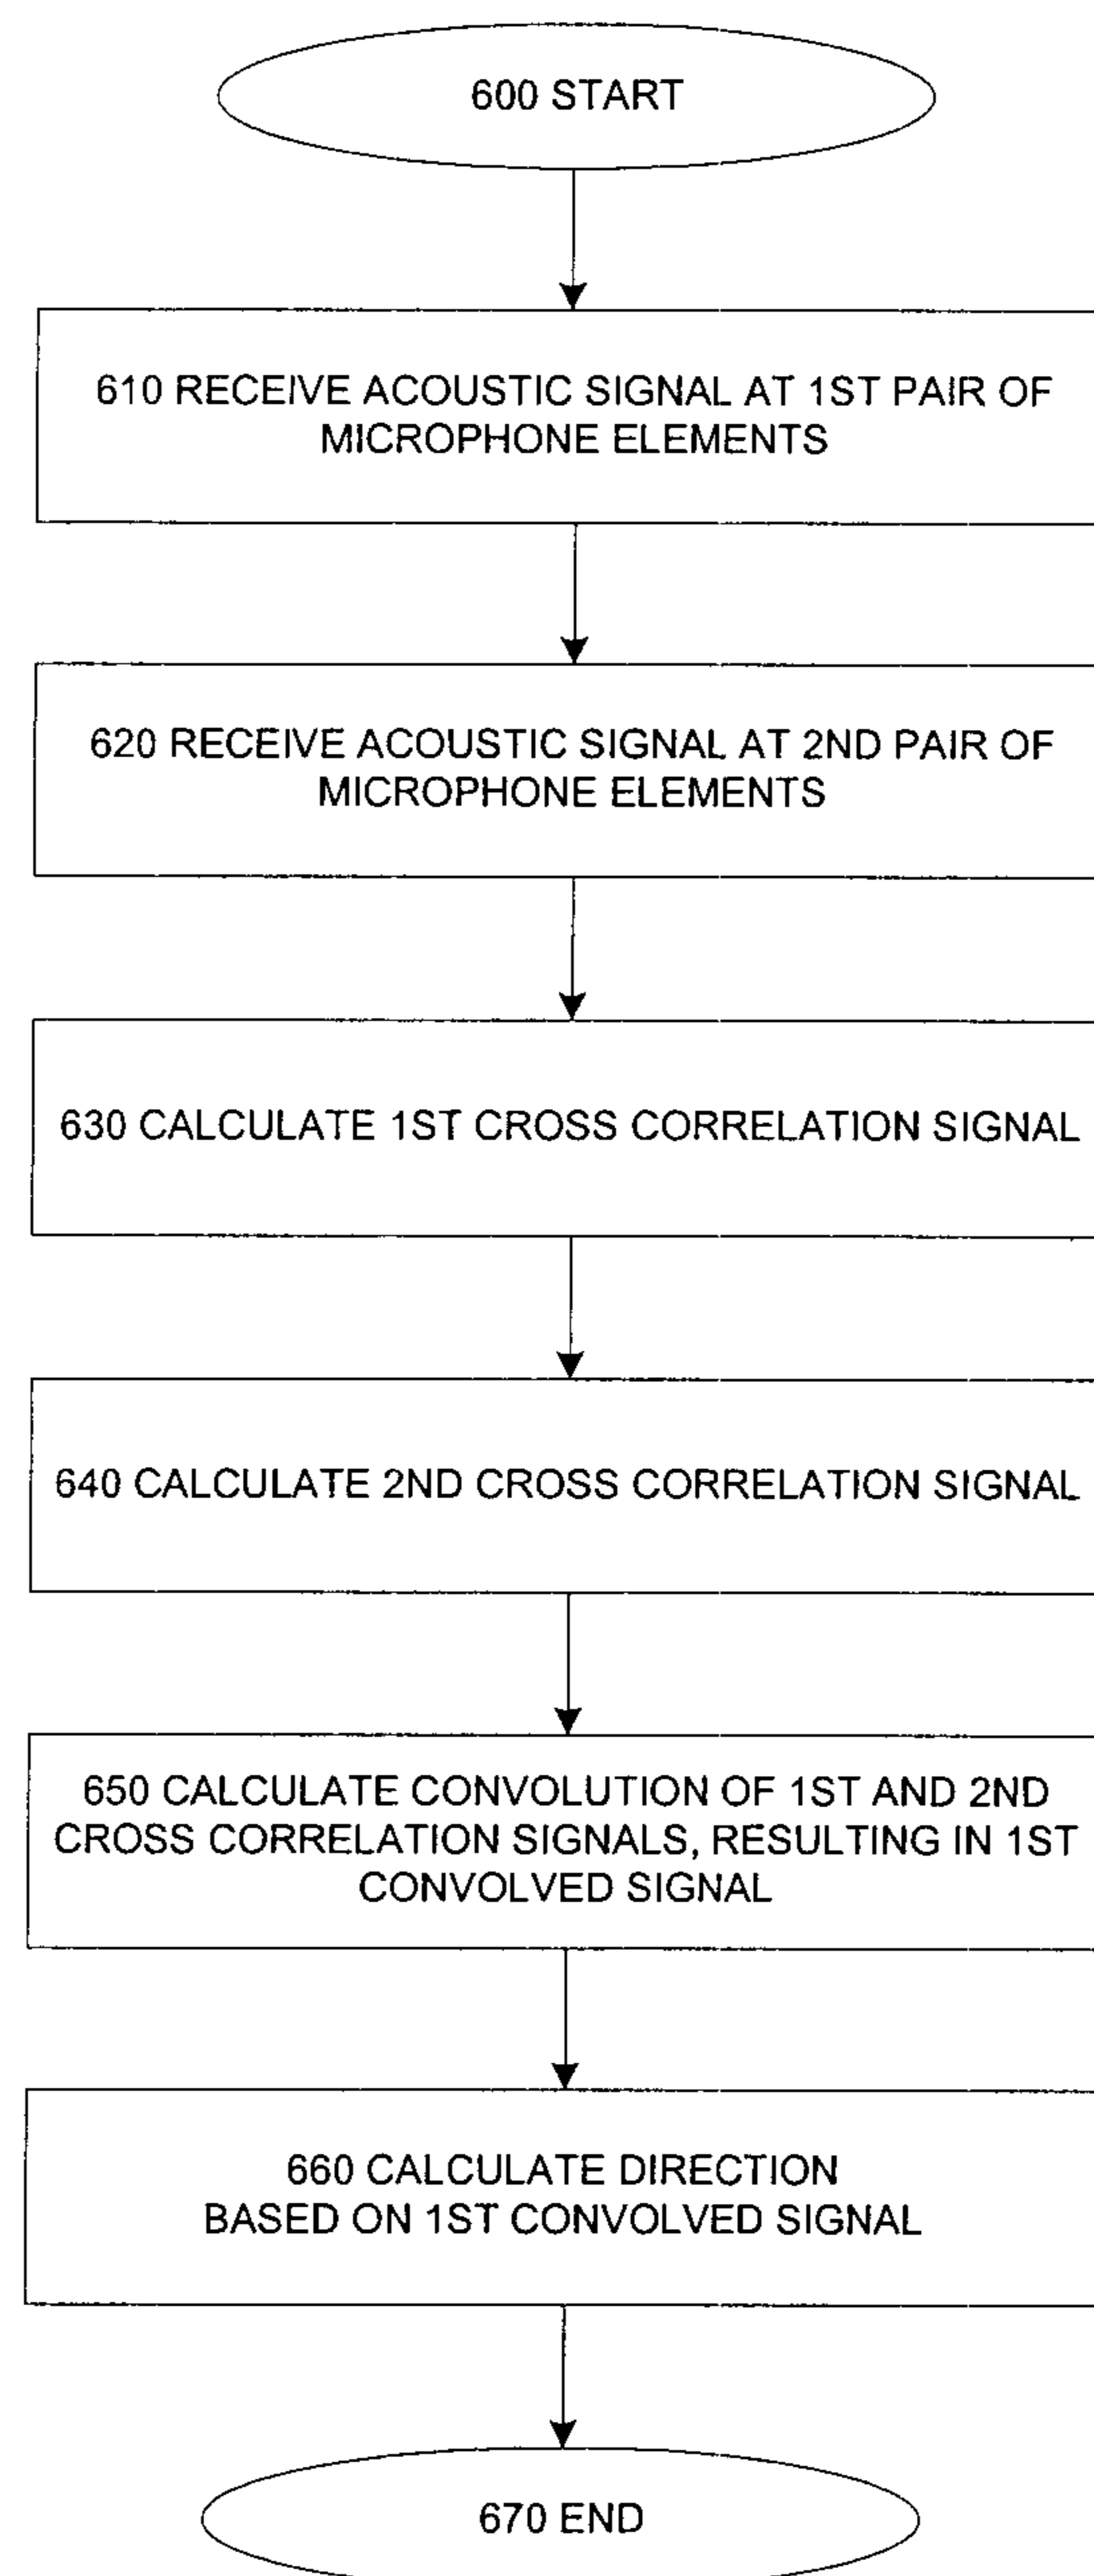 600 START
610 RECEIVE ACOUSTIC SIGNAL AT 1ST PAIR OF
MICROPHONE ELEMENTS
620 RECEIVE ACOUSTIC SIGNAL AT 2ND PAIR OF
MICROPHONE ELEMENTS
630 CALCULATE 1ST CROSS CORRELATION SIGNAL
640 CALCULATE 2ND CROSS CORRELATION SIGNAL
650 CALCULATE CONVOLUTION OF 1ST AND 2ND
CROSS CORRELATION SIGNALS, RESULTING IN 1ST
CONVOLVED SIGNAL
660 CALCULATE DIRECTION
BASED ON 1ST CONVOLVED SIGNAL
670 END